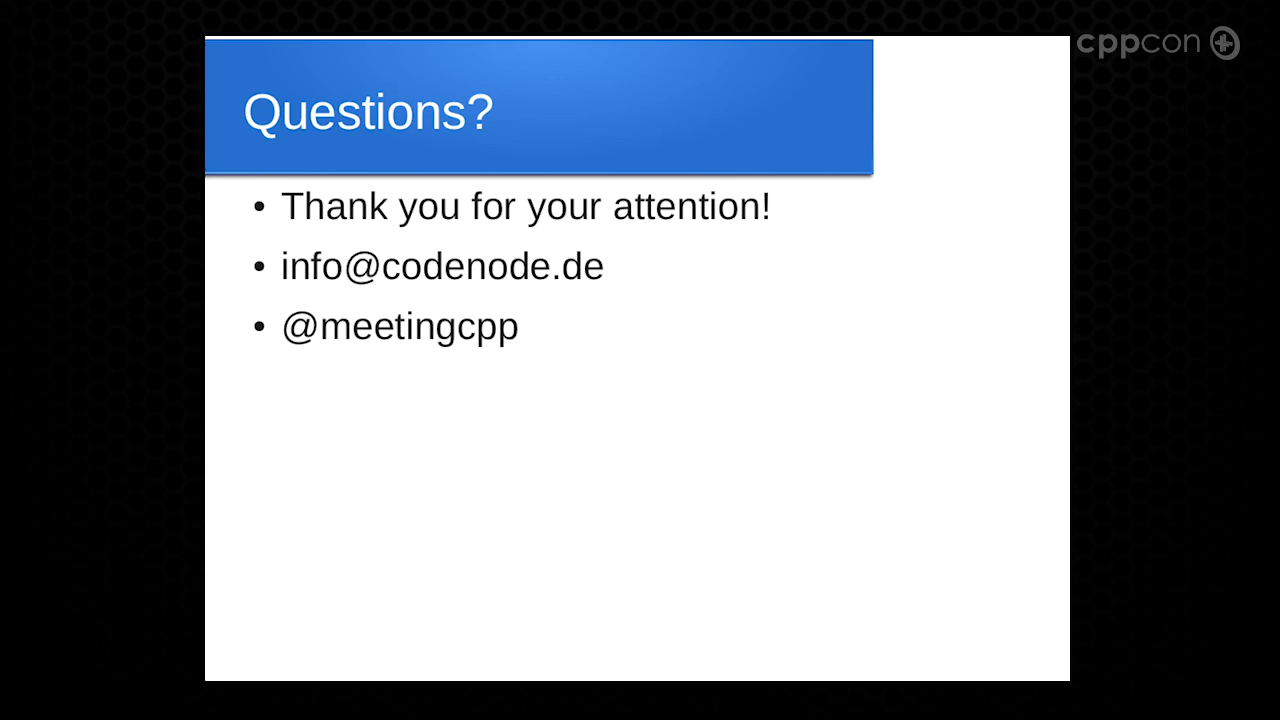 cppcon
Questions?
• Thank you for your attention!
• info@codenode.de
• @meetingcpp